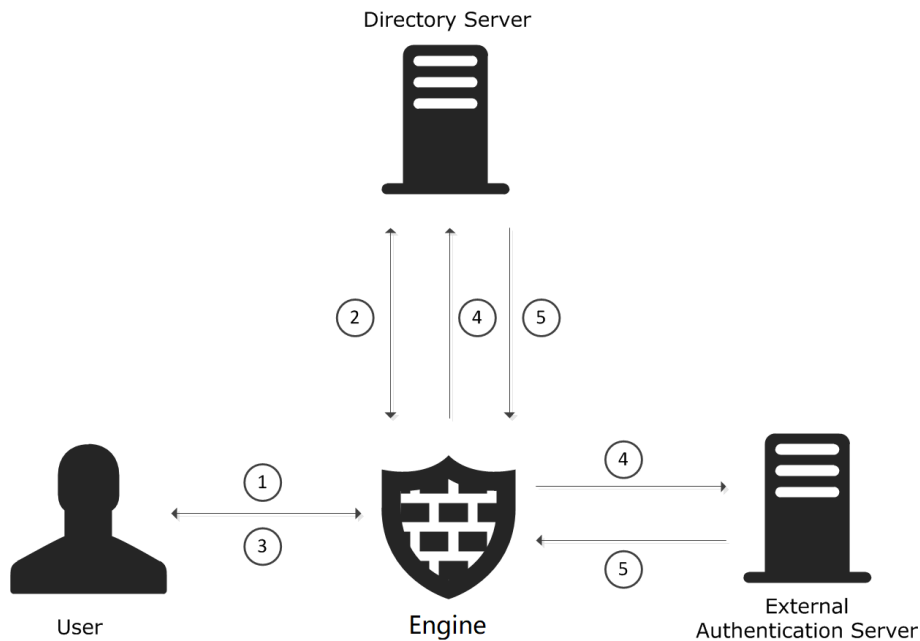 Directory Server
2
4
5
4
1
3
5
User
Engine
External
Authentication Server